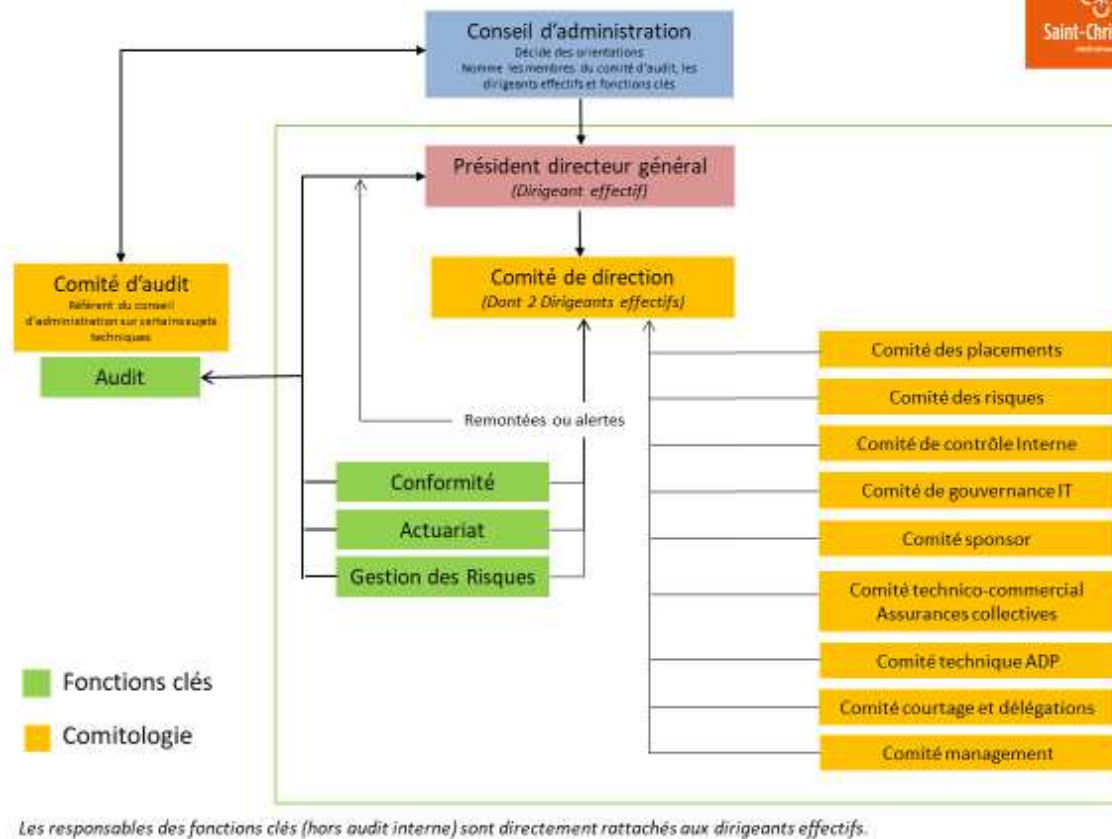 Conseil d'administration
Décide des orientations
Nomme les membres du comité d'audit, les
dirigeants effectifs et fonctions clés
Président directeur général
(Dirigeant effectif)
Comité d'audit
Référent du conseil
d'administration sur certains sujets
techniques
Audit
Comité de direction
(Dont 2 Dirigeants effectifs)
Remontées ou alertes
Conformité
Actuariat
Gestion des Risques
Comité des placements
Comité des risques
Comité de contrôle Interne
Comité de gouvernance IT
Comité sponsor
Comité technico-commercial
Assurances collectives
Comité technique ADP
Comité courtage et délégations
Comité management
Fonctions clés
Comitologie
Les responsables des fonctions clés (hors audit interne) sont directement rattachés aux dirigeants effectifs.